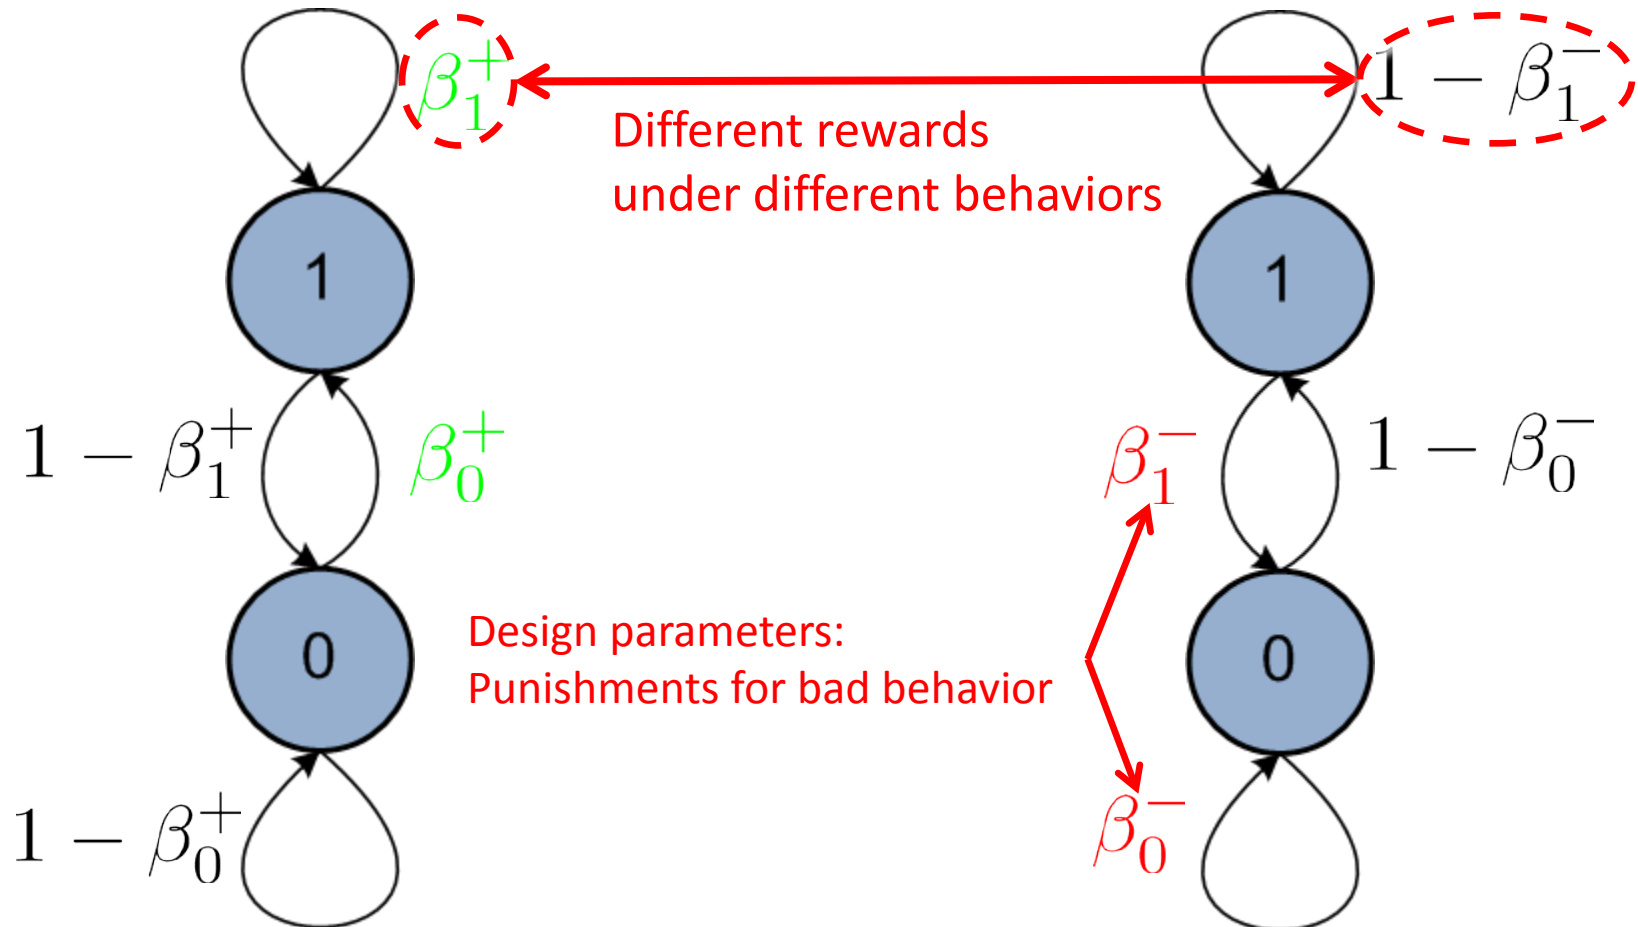 β₁⁺
1 − β₁⁻
Different rewards
under different behaviors
1
1
1 − β₁⁺
β₀⁺
β₁⁻
1 − β₀⁻
Design parameters:
Punishments for bad behavior
0
0
1 − β₀⁺
β₀⁻